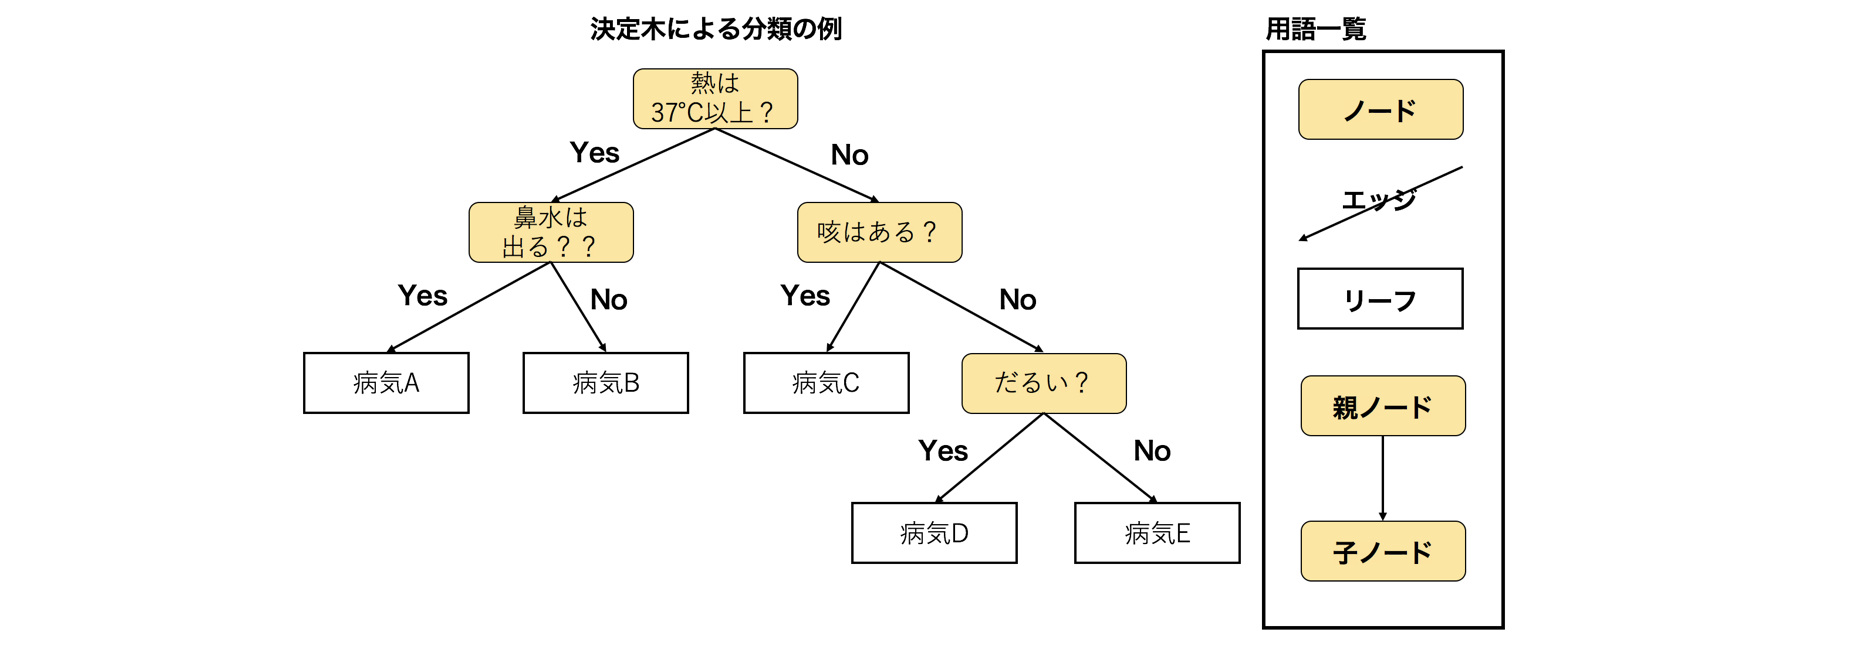 決定木による分類の例
熱は
37°C以上？
Yes
No
鼻水は
出る？？
咳はある？
Yes
No
Yes
No
病気A
病気B
病気C
だるい？
Yes
No
病気D
病気E
用語一覧
ノード
エッジ
リーフ
親ノード
子ノード